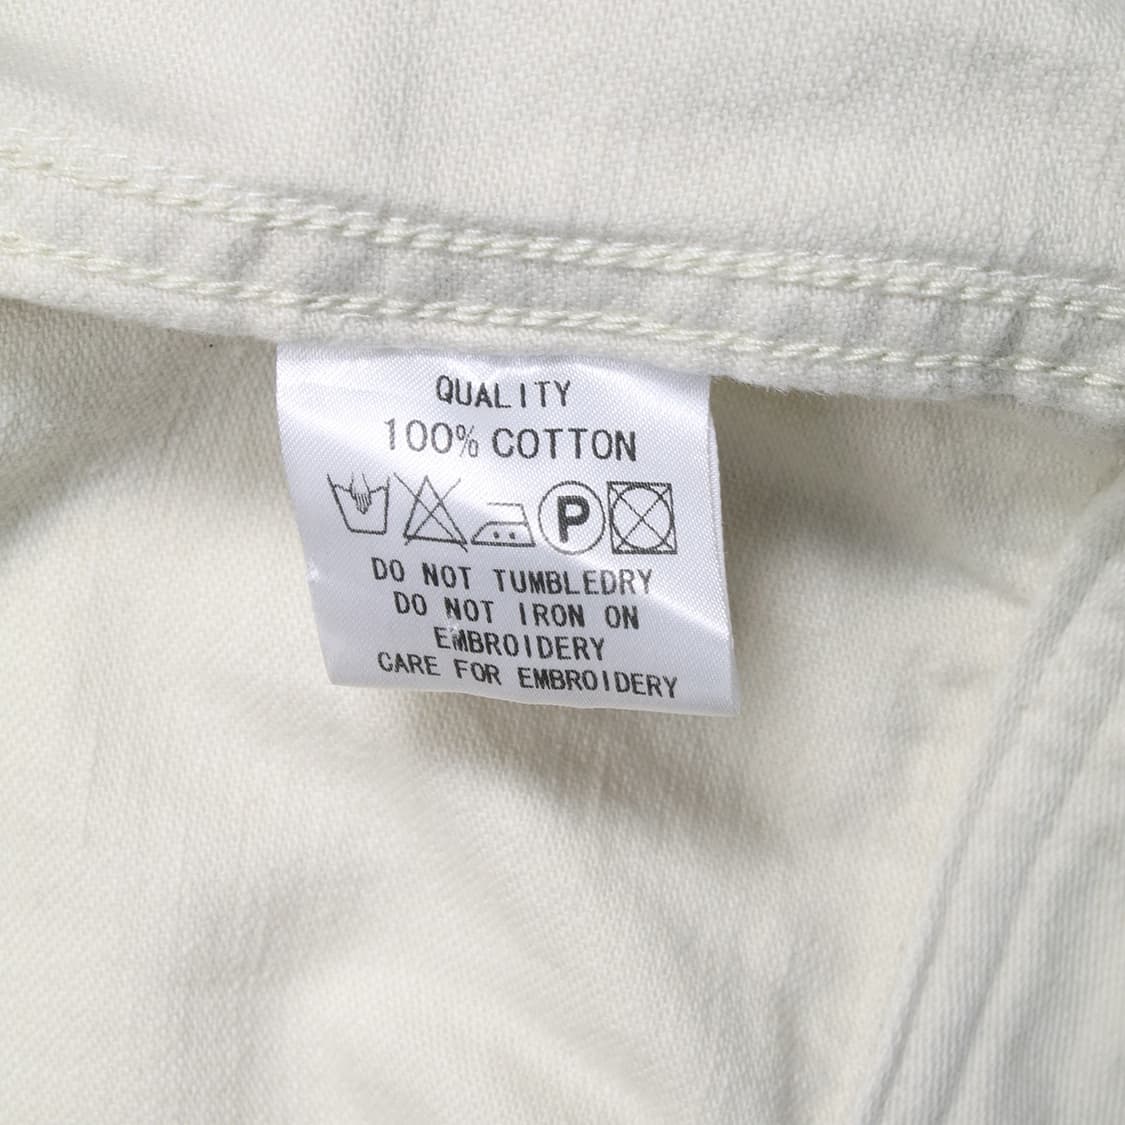 QUALITY
100% COTTON
P
DO NOT TUMBLEDRY
DO NOT IRON ON
EMBROIDERY
CARE FOR EMBROIDERY